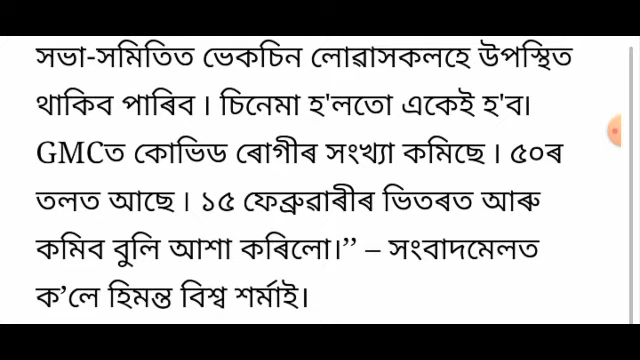 সভা-সমিতিত ভেকচিন লোৱাসকলহে উপস্থিত
থাকিব পাৰিব। চিনেমা হ'লতো একেই হ'ব।
GMCত কোভিড ৰোগীৰ সংখ্যা কমিছে। ৫০ৰ
তলত আছে। ১৫ ফেব্ৰুৱাৰীৰ ভিতৰত আৰু
কমিব বুলি আশা কৰিলো।” – সংবাদমেলত
ক’লে হিমন্ত বিশ্ব শৰ্মাই।